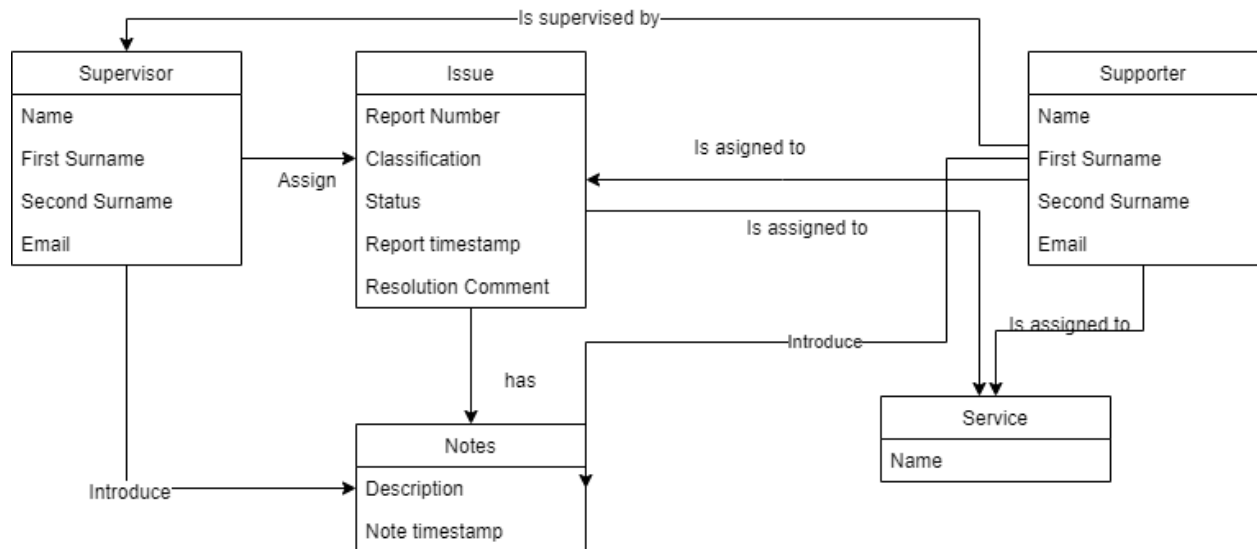 Is supervised by
Supervisor
Name
First Surname
Second Surname
Email
Issue
Report Number
Classification
Status
Report timestamp
Resolution Comment
Supporter
Name
First Surname
Second Surname
Email
Assign
Is asigned to
Is assigned to
Is assigned to
Introduce
has
Service
Name
Notes
Description
Note timestamp
Introduce